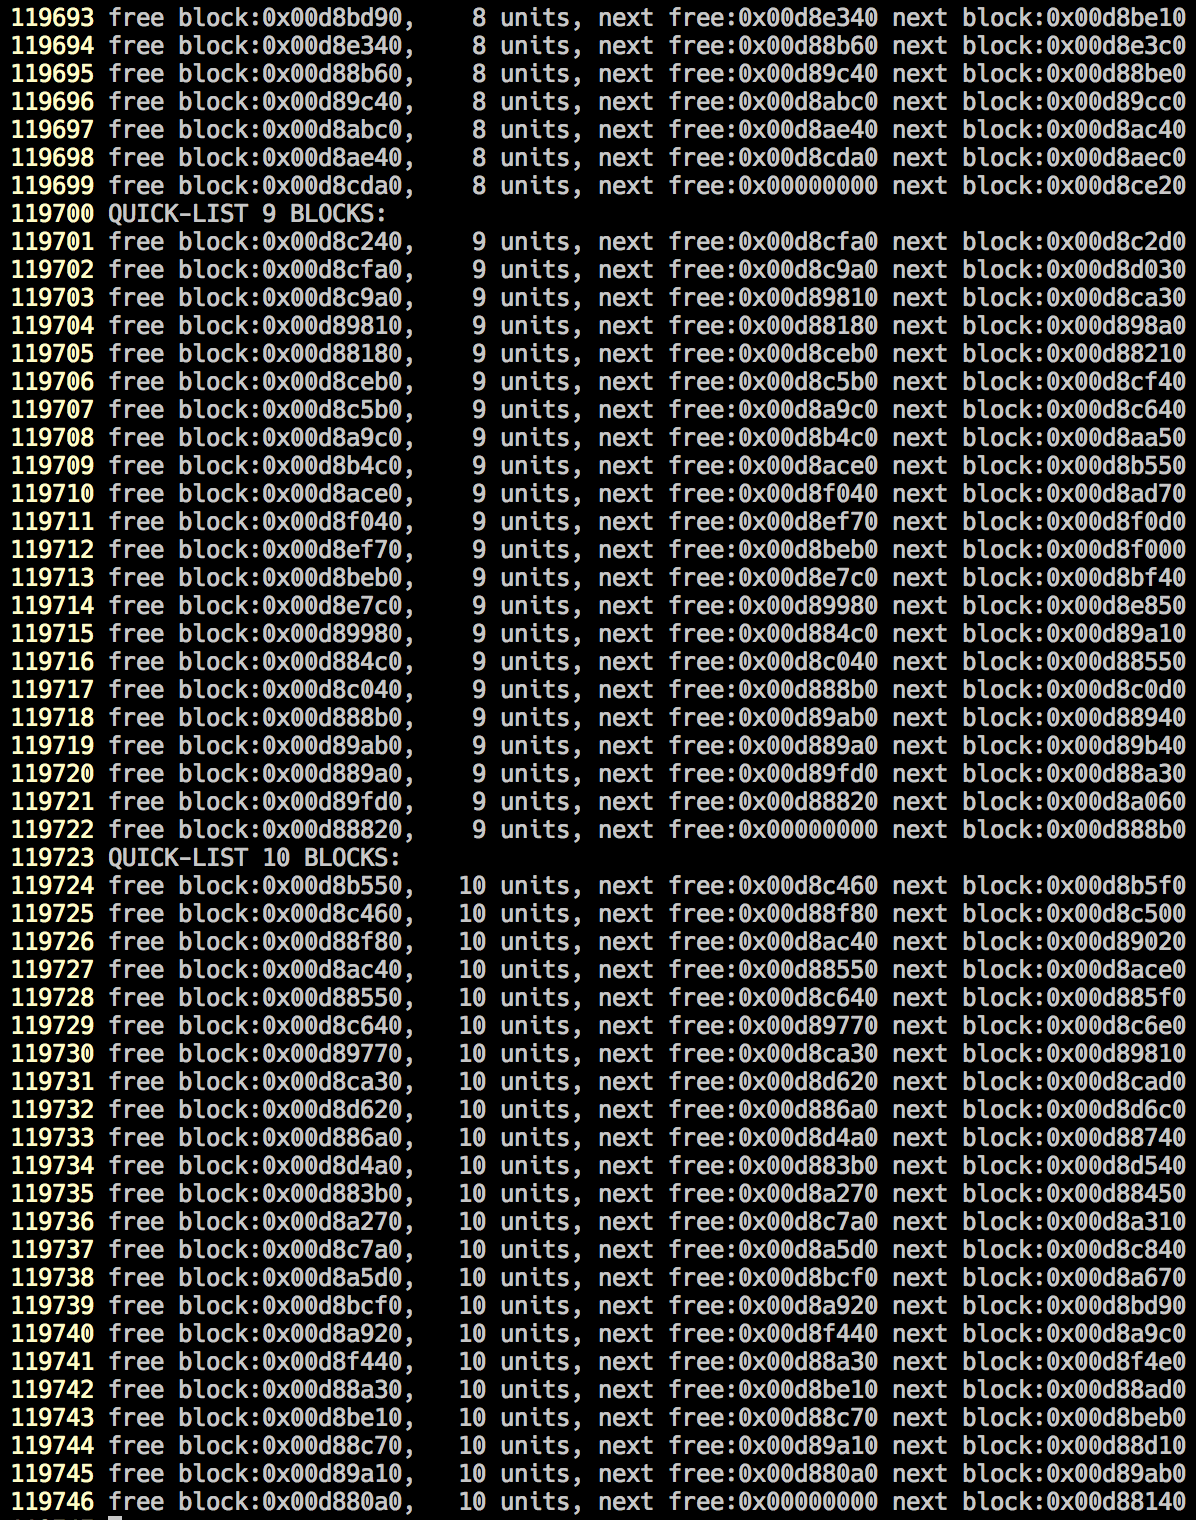 119693 free block:0x00d8bd90,    8 units, next free:0x00d8e340 next block:0x00d8be10
119694 free block:0x00d8e340,    8 units, next free:0x00d88b60 next block:0x00d8e3c0
119695 free block:0x00d88b60,    8 units, next free:0x00d89c40 next block:0x00d88be0
119696 free block:0x00d89c40,    8 units, next free:0x00d8abc0 next block:0x00d89cc0
119697 free block:0x00d8abc0,    8 units, next free:0x00d8ae40 next block:0x00d8ac40
119698 free block:0x00d8ae40,    8 units, next free:0x00d8cda0 next block:0x00d8aec0
119699 free block:0x00d8cda0,    8 units, next free:0x00000000 next block:0x00d8ce20
119700 QUICK-LIST 9 BLOCKS:
119701 free block:0x00d8c240,    9 units, next free:0x00d8cfa0 next block:0x00d8c2d0
119702 free block:0x00d8cfa0,    9 units, next free:0x00d8c9a0 next block:0x00d8d030
119703 free block:0x00d8c9a0,    9 units, next free:0x00d89810 next block:0x00d8ca30
119704 free block:0x00d89810,    9 units, next free:0x00d88180 next block:0x00d898a0
119705 free block:0x00d88180,    9 units, next free:0x00d8ceb0 next block:0x00d88210
119706 free block:0x00d8ceb0,    9 units, next free:0x00d8c5b0 next block:0x00d8cf40
119707 free block:0x00d8c5b0,    9 units, next free:0x00d8a9c0 next block:0x00d8c640
119708 free block:0x00d8a9c0,    9 units, next free:0x00d8b4c0 next block:0x00d8aa50
119709 free block:0x00d8b4c0,    9 units, next free:0x00d8ace0 next block:0x00d8b550
119710 free block:0x00d8ace0,    9 units, next free:0x00d8f040 next block:0x00d8ad70
119711 free block:0x00d8f040,    9 units, next free:0x00d8ef70 next block:0x00d8f0d0
119712 free block:0x00d8ef70,    9 units, next free:0x00d8beb0 next block:0x00d8f000
119713 free block:0x00d8beb0,    9 units, next free:0x00d8e7c0 next block:0x00d8bf40
119714 free block:0x00d8e7c0,    9 units, next free:0x00d89980 next block:0x00d8e850
119715 free block:0x00d89980,    9 units, next free:0x00d884c0 next block:0x00d89a10
119716 free block:0x00d884c0,    9 units, next free:0x00d8c040 next block:0x00d88550
119717 free block:0x00d8c040,    9 units, next free:0x00d888b0 next block:0x00d8c0d0
119718 free block:0x00d888b0,    9 units, next free:0x00d89ab0 next block:0x00d88940
119719 free block:0x00d89ab0,    9 units, next free:0x00d889a0 next block:0x00d89b40
119720 free block:0x00d889a0,    9 units, next free:0x00d89fd0 next block:0x00d88a30
119721 free block:0x00d89fd0,    9 units, next free:0x00d88820 next block:0x00d8a060
119722 free block:0x00d88820,    9 units, next free:0x00000000 next block:0x00d888b0
119723 QUICK-LIST 10 BLOCKS:
119724 free block:0x00d8b550,   10 units, next free:0x00d8c460 next block:0x00d8b5f0
119725 free block:0x00d8c460,   10 units, next free:0x00d88f80 next block:0x00d8c500
119726 free block:0x00d88f80,   10 units, next free:0x00d8ac40 next block:0x00d89020
119727 free block:0x00d8ac40,   10 units, next free:0x00d88550 next block:0x00d8ace0
119728 free block:0x00d88550,   10 units, next free:0x00d8c640 next block:0x00d885f0
119729 free block:0x00d8c640,   10 units, next free:0x00d89770 next block:0x00d8c6e0
119730 free block:0x00d89770,   10 units, next free:0x00d8ca30 next block:0x00d89810
119731 free block:0x00d8ca30,   10 units, next free:0x00d8d620 next block:0x00d8cad0
119732 free block:0x00d8d620,   10 units, next free:0x00d886a0 next block:0x00d8d6c0
119733 free block:0x00d886a0,   10 units, next free:0x00d8d4a0 next block:0x00d88740
119734 free block:0x00d8d4a0,   10 units, next free:0x00d883b0 next block:0x00d8d540
119735 free block:0x00d883b0,   10 units, next free:0x00d8a270 next block:0x00d88450
119736 free block:0x00d8a270,   10 units, next free:0x00d8c7a0 next block:0x00d8a310
119737 free block:0x00d8c7a0,   10 units, next free:0x00d8a5d0 next block:0x00d8c840
119738 free block:0x00d8a5d0,   10 units, next free:0x00d8bcf0 next block:0x00d8a670
119739 free block:0x00d8bcf0,   10 units, next free:0x00d8a920 next block:0x00d8bd90
119740 free block:0x00d8a920,   10 units, next free:0x00d8f440 next block:0x00d8a9c0
119741 free block:0x00d8f440,   10 units, next free:0x00d88a30 next block:0x00d8f4e0
119742 free block:0x00d88a30,   10 units, next free:0x00d8be10 next block:0x00d88ad0
119743 free block:0x00d8be10,   10 units, next free:0x00d88c70 next block:0x00d8beb0
119744 free block:0x00d88c70,   10 units, next free:0x00d89a10 next block:0x00d88d10
119745 free block:0x00d89a10,   10 units, next free:0x00d880a0 next block:0x00d89ab0
119746 free block:0x00d880a0,   10 units, next free:0x00000000 next block:0x00d88140